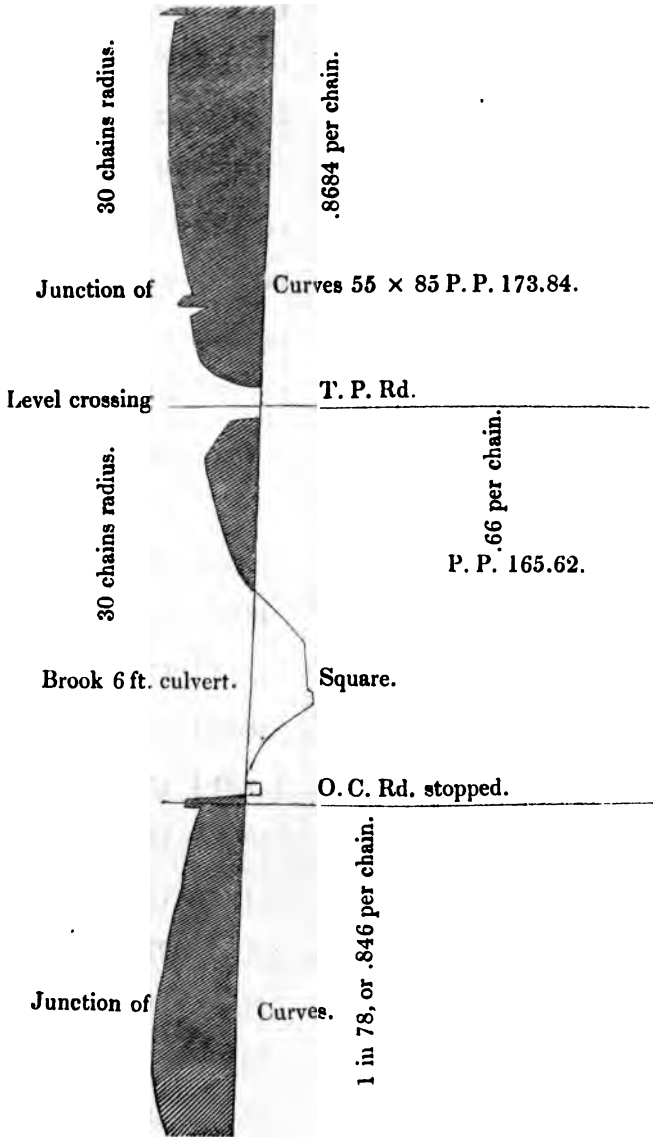 30 chains radius.
.8684 per chain.
Junction of Curves 55 × 85 P. P. 173.84.
Level crossing T. P. Rd.
30 chains radius.
.66 per chain.
P. P. 165.62.
Brook 6 ft. culvert. Square.
O. C. Rd. stopped.
1 in 78, or .846 per chain.
Junction of Curves.